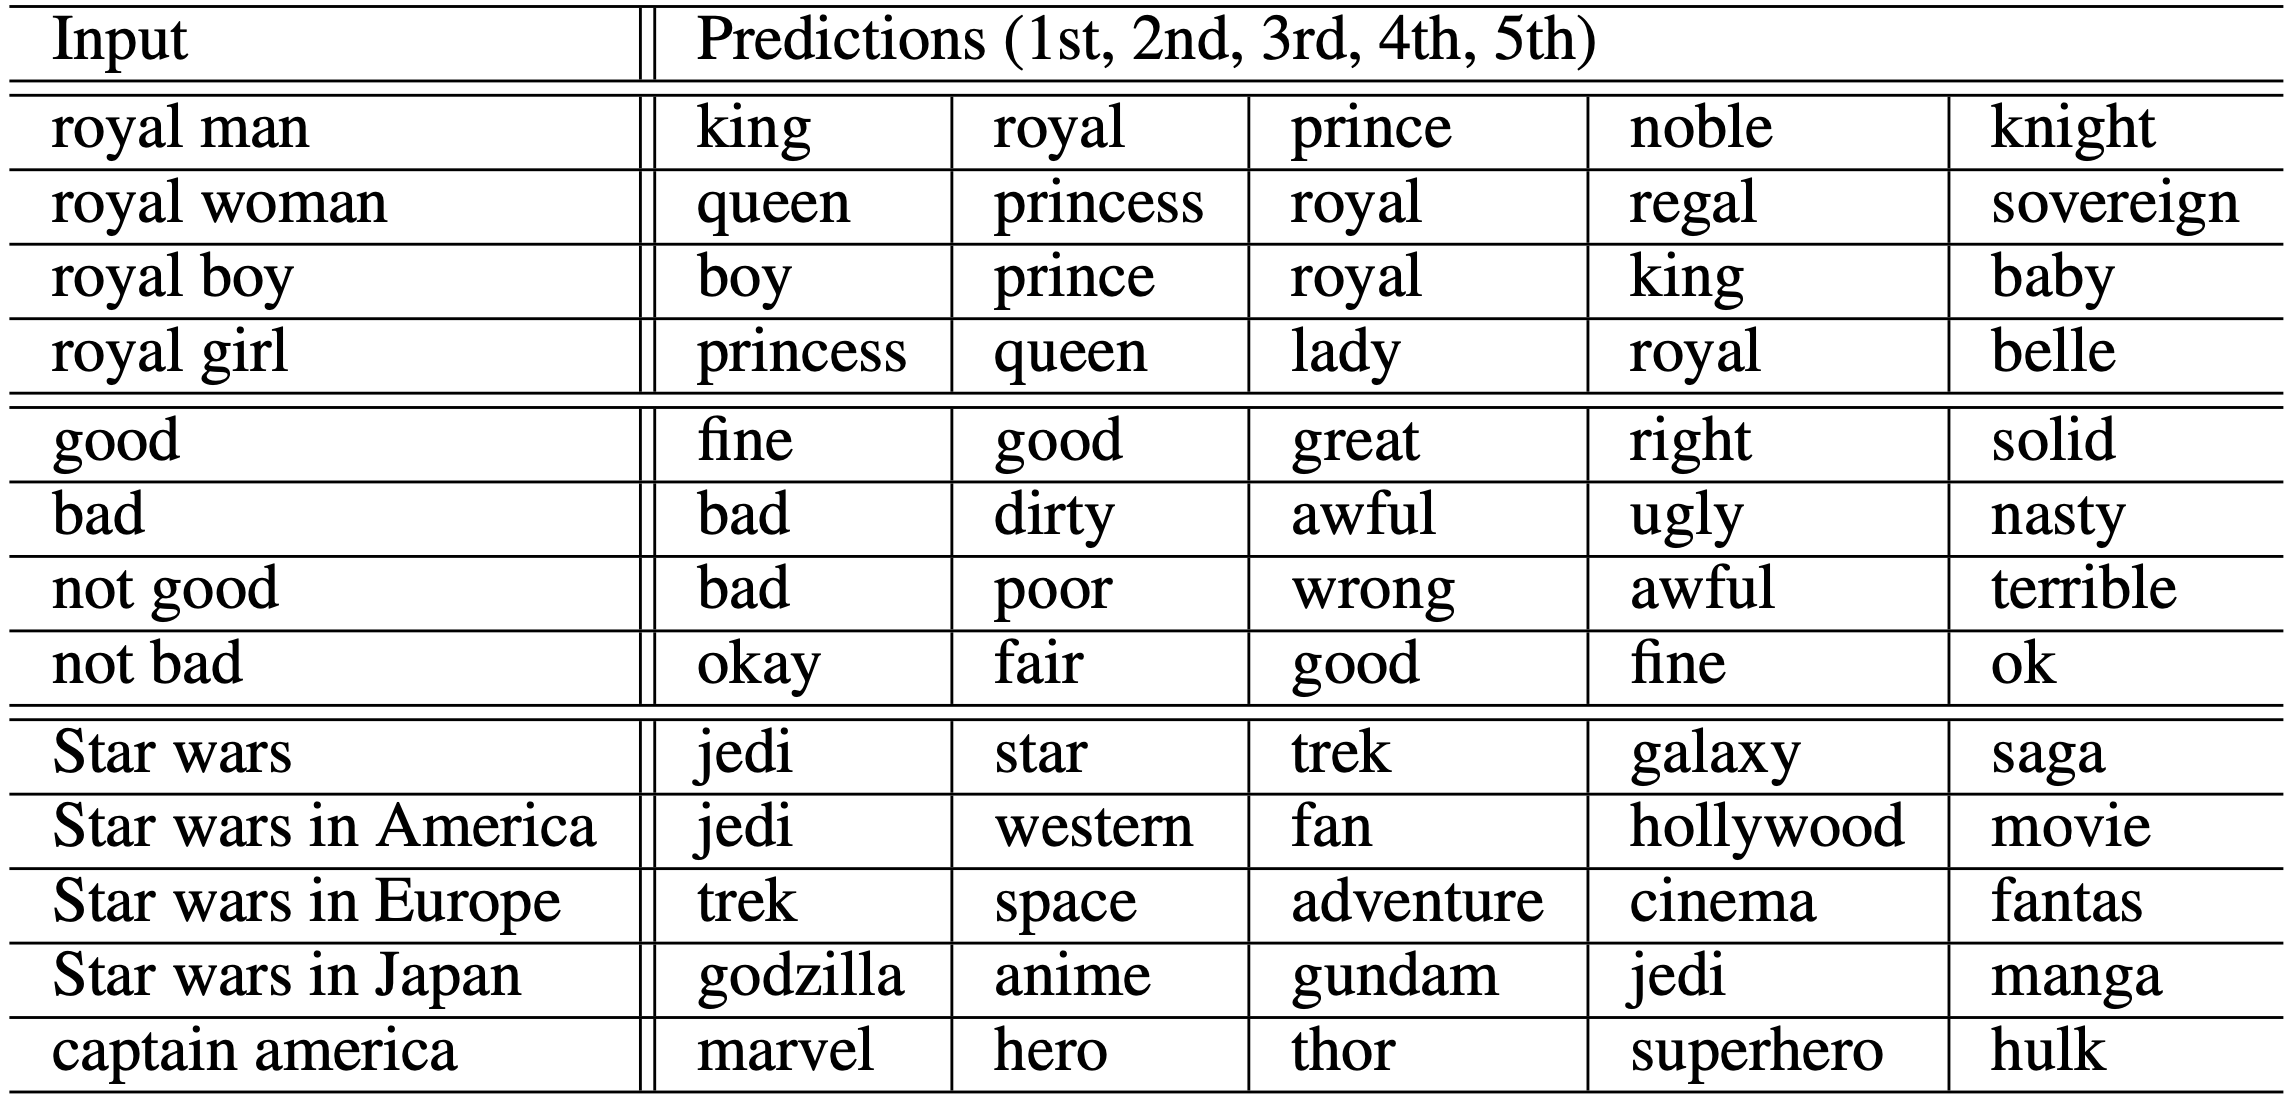 Input Predictions (1st, 2nd, 3rd, 4th, 5th)
royal man king royal prince noble knight
royal woman queen princess royal regal sovereign
royal boy boy prince royal king baby
royal girl princess queen lady royal belle
good fine good great right solid
bad bad dirty awful ugly nasty
not good bad poor wrong awful terrible
not bad okay fair good fine ok
Star wars jedi star trek galaxy saga
Star wars in America jedi western fan hollywood movie
Star wars in Europe trek space adventure cinema fantas
Star wars in Japan godzilla anime gundam jedi manga
captain america marvel hero thor superhero hulk